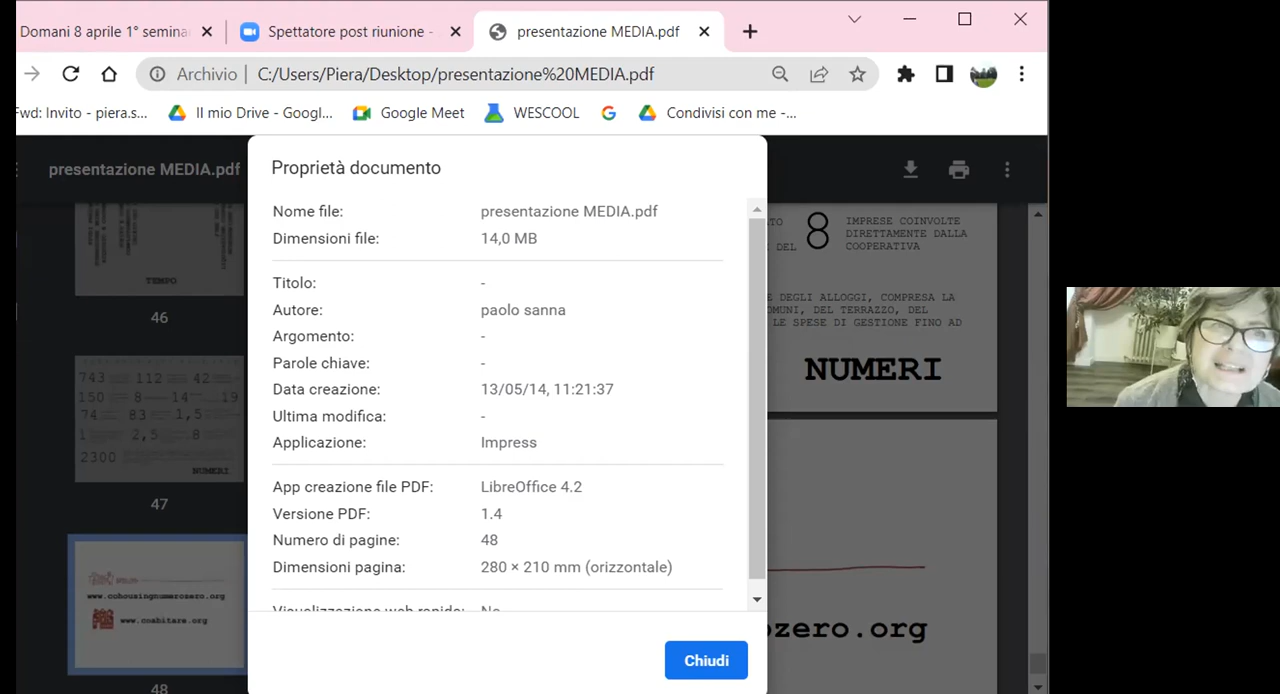 Domani 8 aprile 1° semina
Spettatore post riunione -
presentazione MEDIA.pdf
Archivio
C:/Users/Piera/Desktop/presentazione%20MEDIA.pdf
Fwd: Invito - piera.s...
Il mio Drive - Googl...
Google Meet
WESCOOL
Condivisi con me -...
presentazione MEDIA.pdf
Proprietà documento
Nome file: presentazione MEDIA.pdf
Dimensioni file: 14,0 MB
Titolo: -
Autore: paolo sanna
Argomento: -
Parole chiave: -
Data creazione: 13/05/14, 11:21:37
Ultima modifica: -
Applicazione: Impress
App creazione file PDF: LibreOffice 4.2
Versione PDF: 1.4
Numero di pagine: 48
Dimensioni pagina: 280 × 210 mm (orizzontale)
Visualizzazione web rapida: No
Chiudi
TEMPO
46
743 112 42
150 8 14 19
74 83 1,5
1 2,5 8
2300
NUMERI
47
www.cohousingnumerozero.org
www.coabitare.org
48
TO
DEL
8
IMPRESE COINVOLTE
DIRETTAMENTE DALLA
COOPERATIVA
E DEGLI ALLOGGI, COMPRESA LA
OMUNI, DEL TERRAZZO, DEL
LE SPESE DI GESTIONE FINO AD
NUMERI
ozero.org